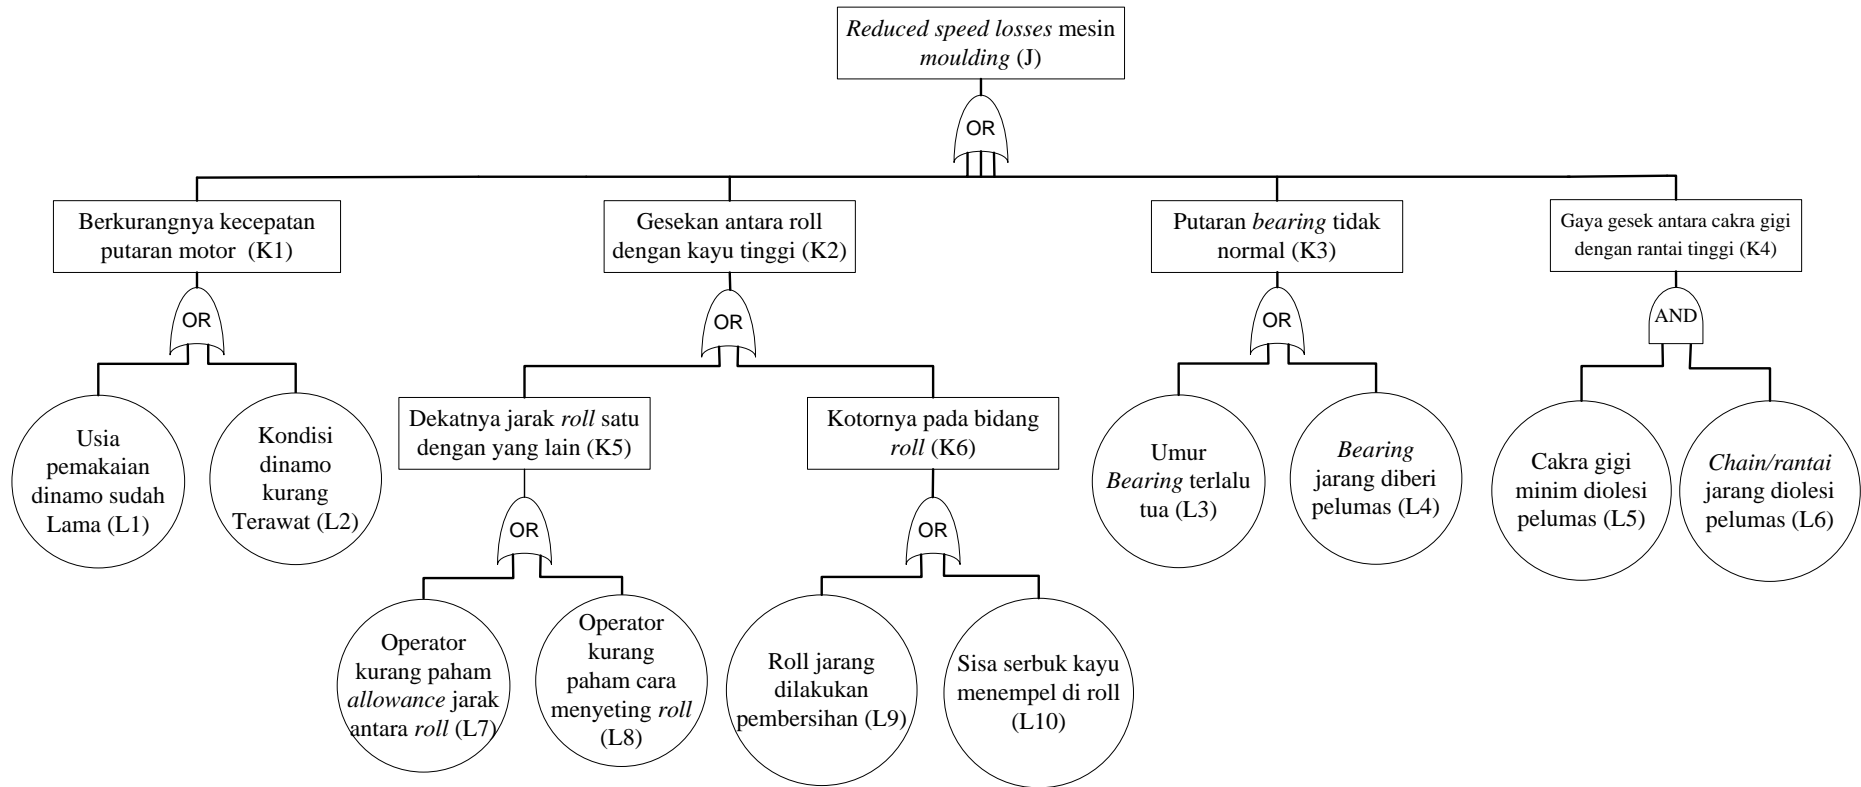 Reduced speed losses mesin
moulding (J)
OR
Berkurangnya kecepatan
putaran motor (K1)
Gesekan antara roll
dengan kayu tinggi (K2)
Putaran bearing tidak
normal (K3)
Gaya gesek antara cakra gigi
dengan rantai tinggi (K4)
OR
OR
OR
AND
Usia
pemakaian
dinamo sudah
Lama (L1)
Kondisi
dinamo
kurang
Terawat (L2)
Dekatnya jarak roll satu
dengan yang lain (K5)
Kotornya pada bidang
roll (K6)
Umur
Bearing terlalu
tua (L3)
Bearing
jarang diberi
pelumas (L4)
Cakra gigi
minim diolesi
pelumas (L5)
Chain/rantai
jarang diolesi
pelumas (L6)
OR
OR
Operator
kurang paham
allowance jarak
antara roll (L7)
Operator
kurang
paham cara
menyeting roll
(L8)
Roll jarang
dilakukan
pembersihan (L9)
Sisa serbuk kayu
menempel di roll
(L10)